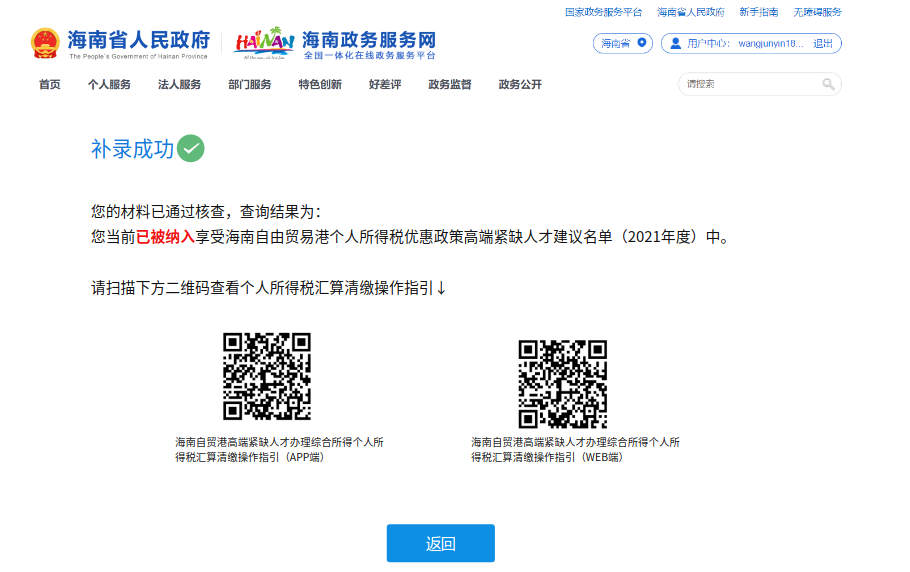 国家政务服务平台 海南省人民政府 新手指南 无障碍服务
海南省人民政府
The People's Government of Hainan Province
HAiNAN
海南政务服务网
全国一体化在线政务服务平台
海南省
用户中心： wangjunyin18... 退出
首页 个人服务 法人服务 部门服务 特色创新 好差评 政务监督 政务公开
请搜索
补录成功
您的材料已通过核查，查询结果为：
您当前已被纳入享受海南自由贸易港个人所得税优惠政策高端紧缺人才建议名单（2021年度）中。
请扫描下方二维码查看个人所得税汇算清缴操作指引↓
海南自贸港高端紧缺人才办理综合所得个人所
得税汇算清缴操作指引（APP端）
海南自贸港高端紧缺人才办理综合所得个人所
得税汇算清缴操作指引（WEB端）
返回